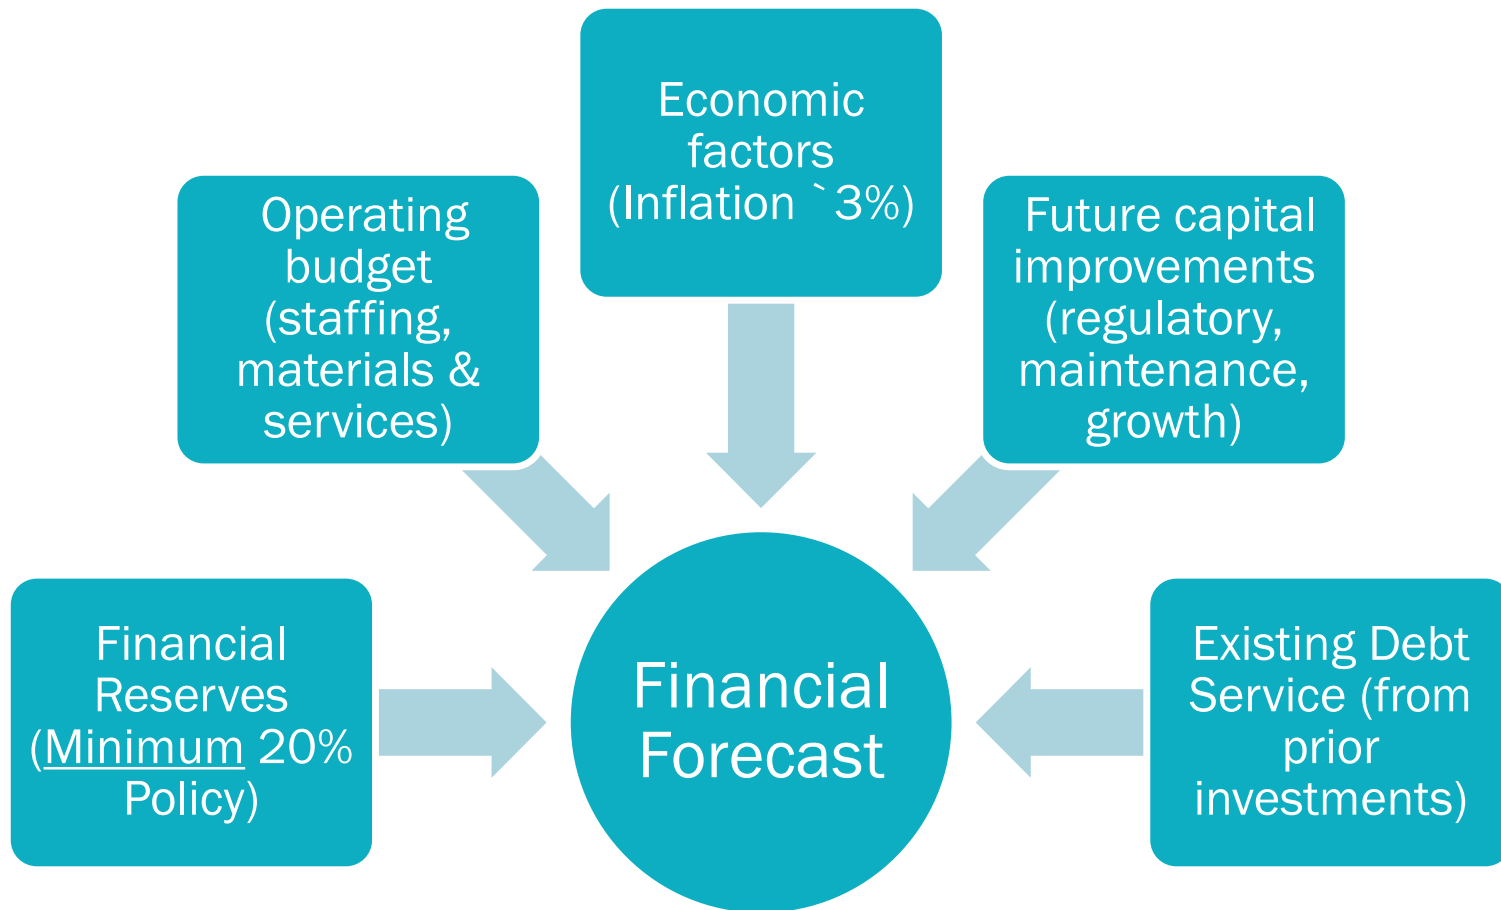 Economic
factors
(Inflation `3%)
Operating
budget
(staffing,
materials &
services)
Future capital
improvements
(regulatory,
maintenance,
growth)
Financial
Reserves
(Minimum 20%
Policy)
Financial
Forecast
Existing Debt
Service (from
prior
investments)